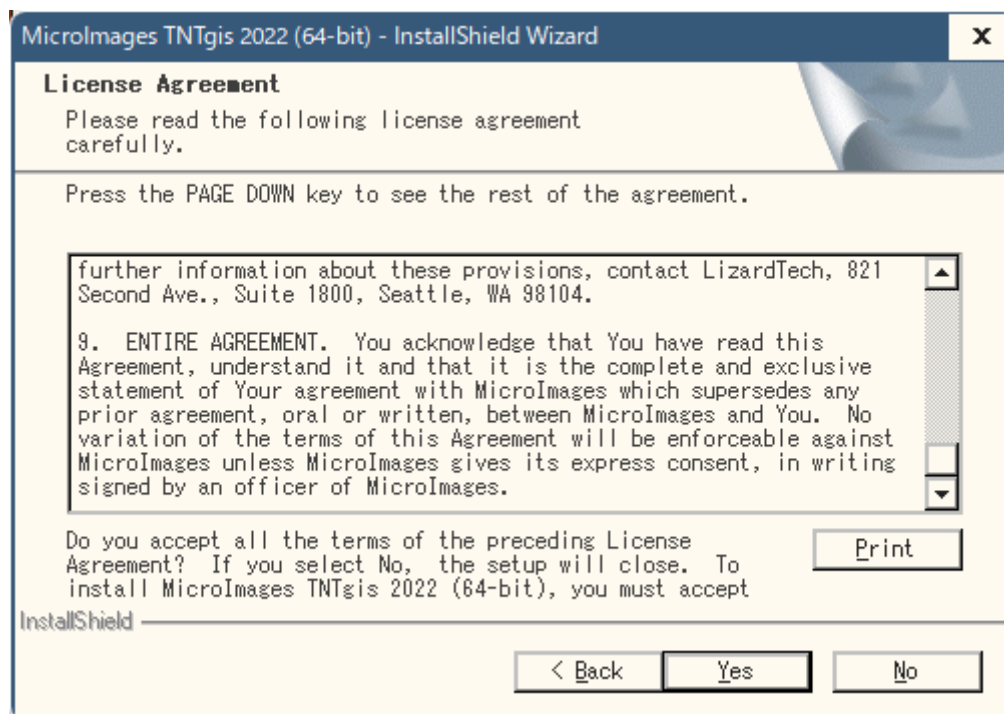 MicroImages TNTgis 2022 (64-bit) - InstallShield Wizard
License Agreement
Please read the following license agreement
carefully.
Press the PAGE DOWN key to see the rest of the agreement.
further information about these provisions, contact LizardTech, 821
Second Ave., Suite 1800, Seattle, WA 98104.
9.  ENTIRE AGREEMENT.  You acknowledge that You have read this
Agreement, understand it and that it is the complete and exclusive
statement of Your agreement with MicroImages which supersedes any
prior agreement, oral or written, between MicroImages and You.  No
variation of the terms of this Agreement will be enforceable against
MicroImages unless MicroImages gives its express consent, in writing
signed by an officer of MicroImages.
Do you accept all the terms of the preceding License
Agreement?  If you select No,  the setup will close.  To
install MicroImages TNTgis 2022 (64-bit), you must accept
Print
InstallShield
< Back
Yes
No